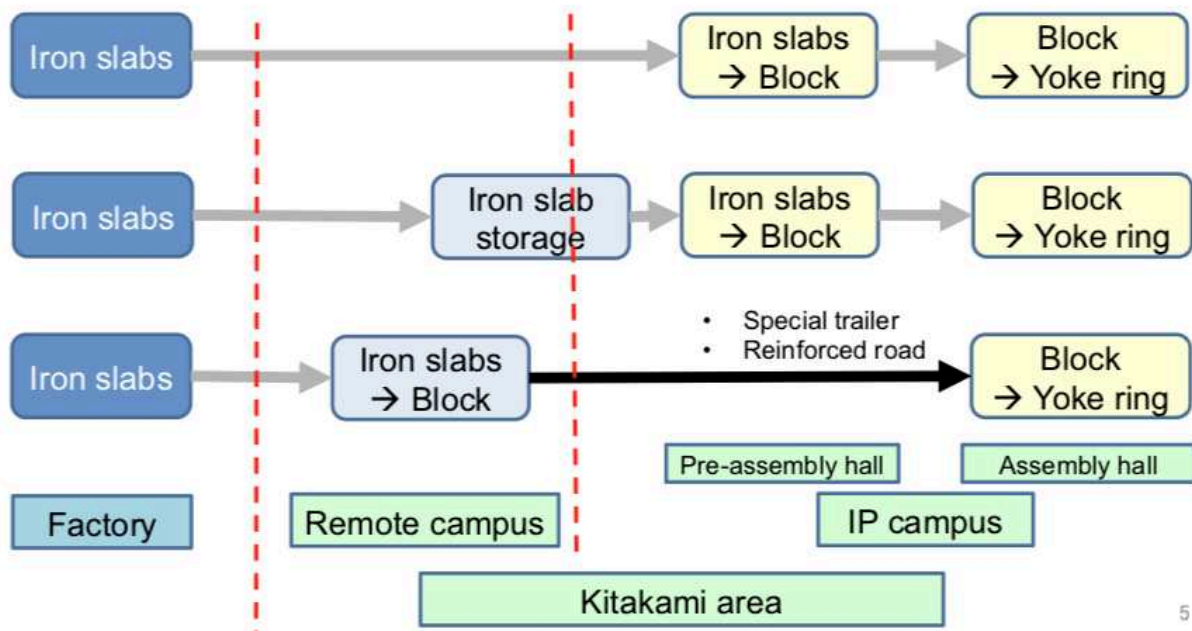 Iron slabs
Iron slabs
→ Block
Block
→ Yoke ring
Iron slabs
Iron slab
storage
Iron slabs
→ Block
Block
→ Yoke ring
Iron slabs
Iron slabs
→ Block
• Special trailer
• Reinforced road
Block
→ Yoke ring
Pre-assembly hall
Assembly hall
Factory
Remote campus
IP campus
Kitakami area
5